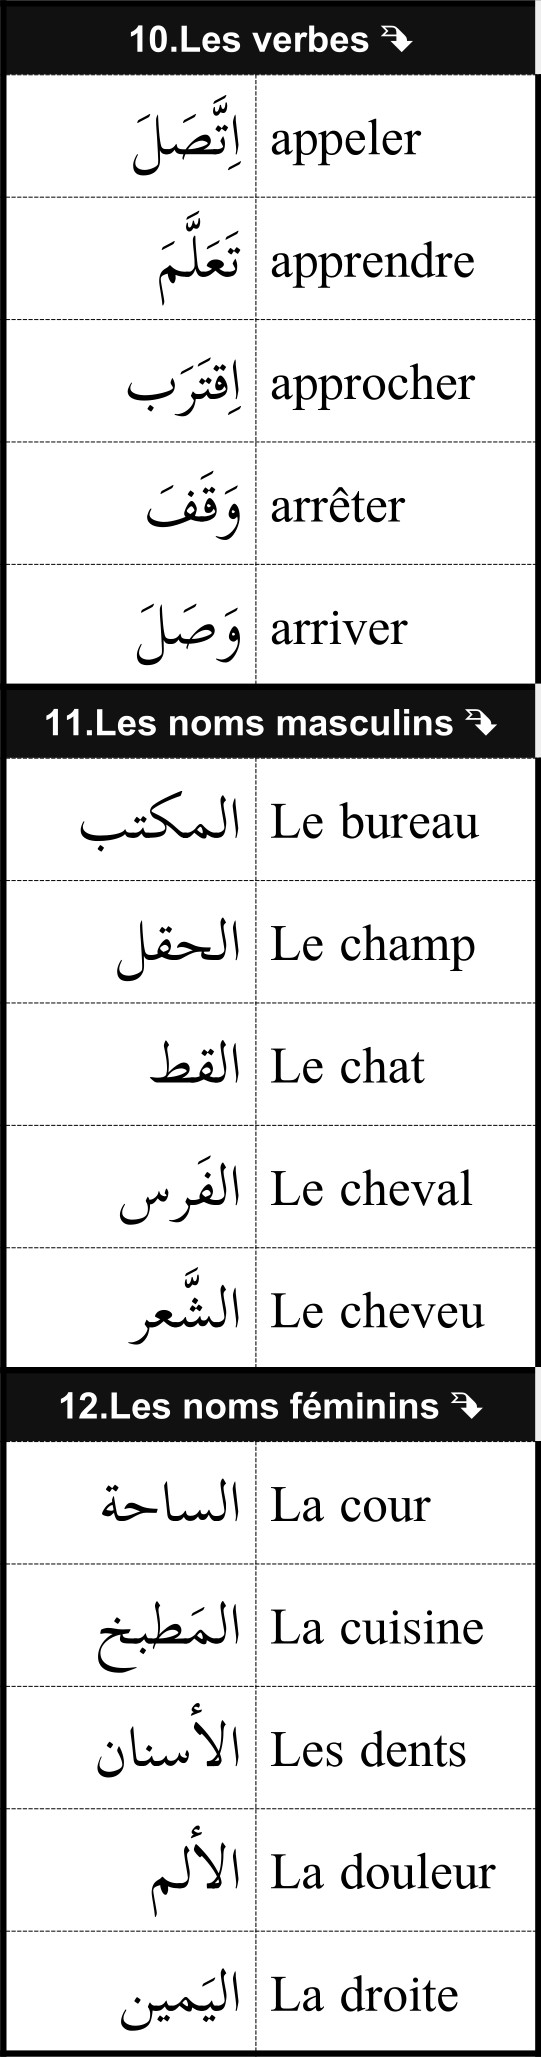 10.Les verbes
appeler اِتَّصَلَ
apprendre تَعَلَّمَ
approcher اِقتَرَب
arrêter وَقَفَ
arriver وَصَلَ
11.Les noms masculins
Le bureau المكتب
Le champ الحقل
Le chat القط
Le cheval الفَرس
Le cheveu الشَّعر
12.Les noms féminins
La cour الساحة
La cuisine المَطبخ
Les dents الأسنان
La douleur الألم
La droite اليَمين